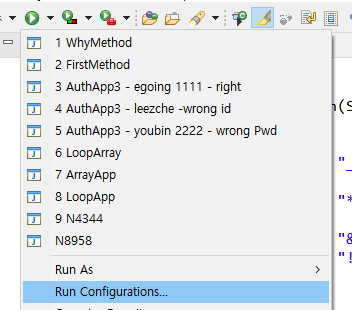 1 WhyMethod
2 FirstMethod
3 AuthApp3 - egoing 1111 - right
4 AuthApp3 - leezche -wrong id
5 AuthApp3 - youbin 2222 - wrong Pwd
6 LoopArray
7 ArrayApp
8 LoopApp
9 N4344
N8958
Run As
Run Configurations...